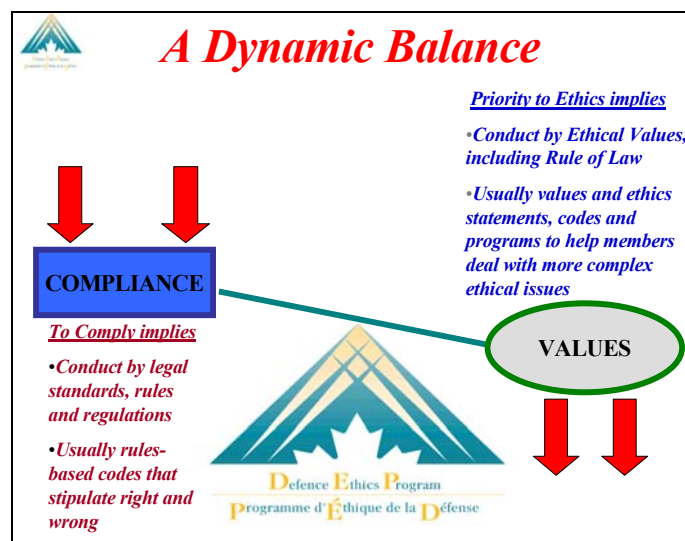 A Dynamic Balance
Priority to Ethics implies
•Conduct by Ethical Values,
including Rule of Law
•Usually values and ethics
statements, codes and
programs to help members
deal with more complex
ethical issues
COMPLIANCE
To Comply implies
•Conduct by legal
standards, rules
and regulations
•Usually rules-
based codes that
stipulate right and
wrong
VALUES
Defence Ethics Program
Programme d'Éthique de la Défense